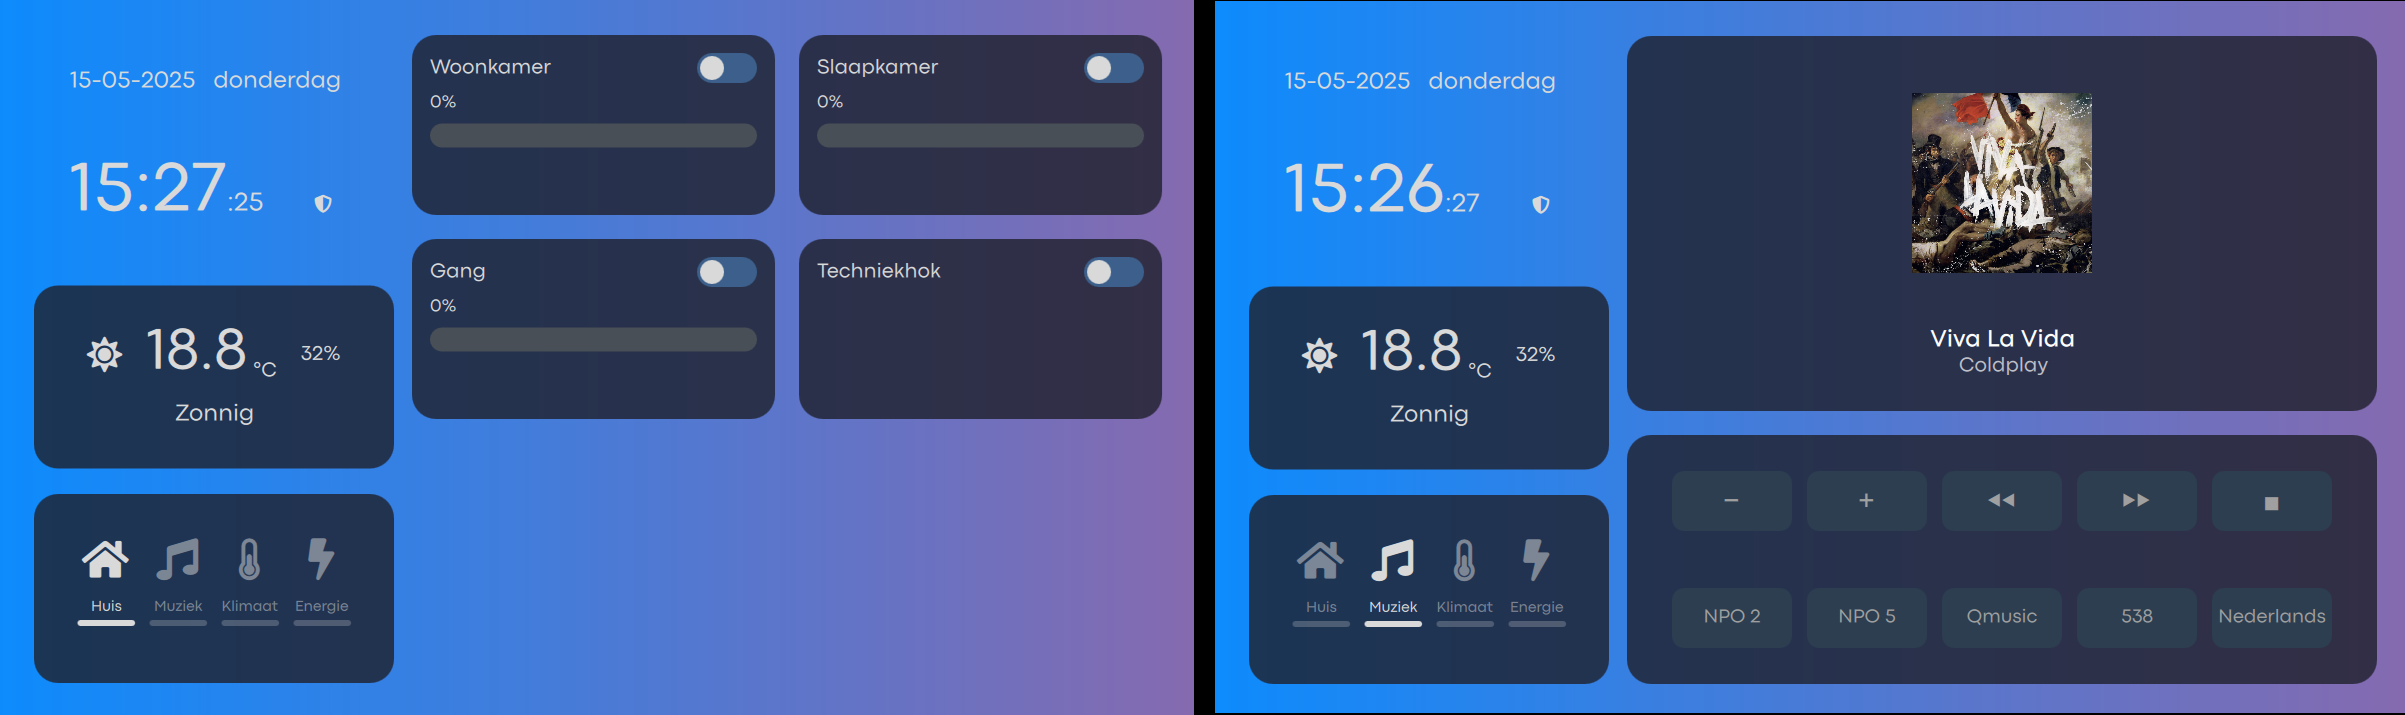 15-05-2025 donderdag
15:27:25
18.8 °C 32%
Zonnig
Huis Muziek Klimaat Energie
Woonkamer
0%
Slaapkamer
0%
Gang
0%
Techniekhok
15-05-2025 donderdag
15:26:27
18.8 °C 32%
Zonnig
Huis Muziek Klimaat Energie
VIVA
LA VIDA
Viva La Vida
Coldplay
− +
NPO 2 NPO 5 Qmusic 538 Nederlands